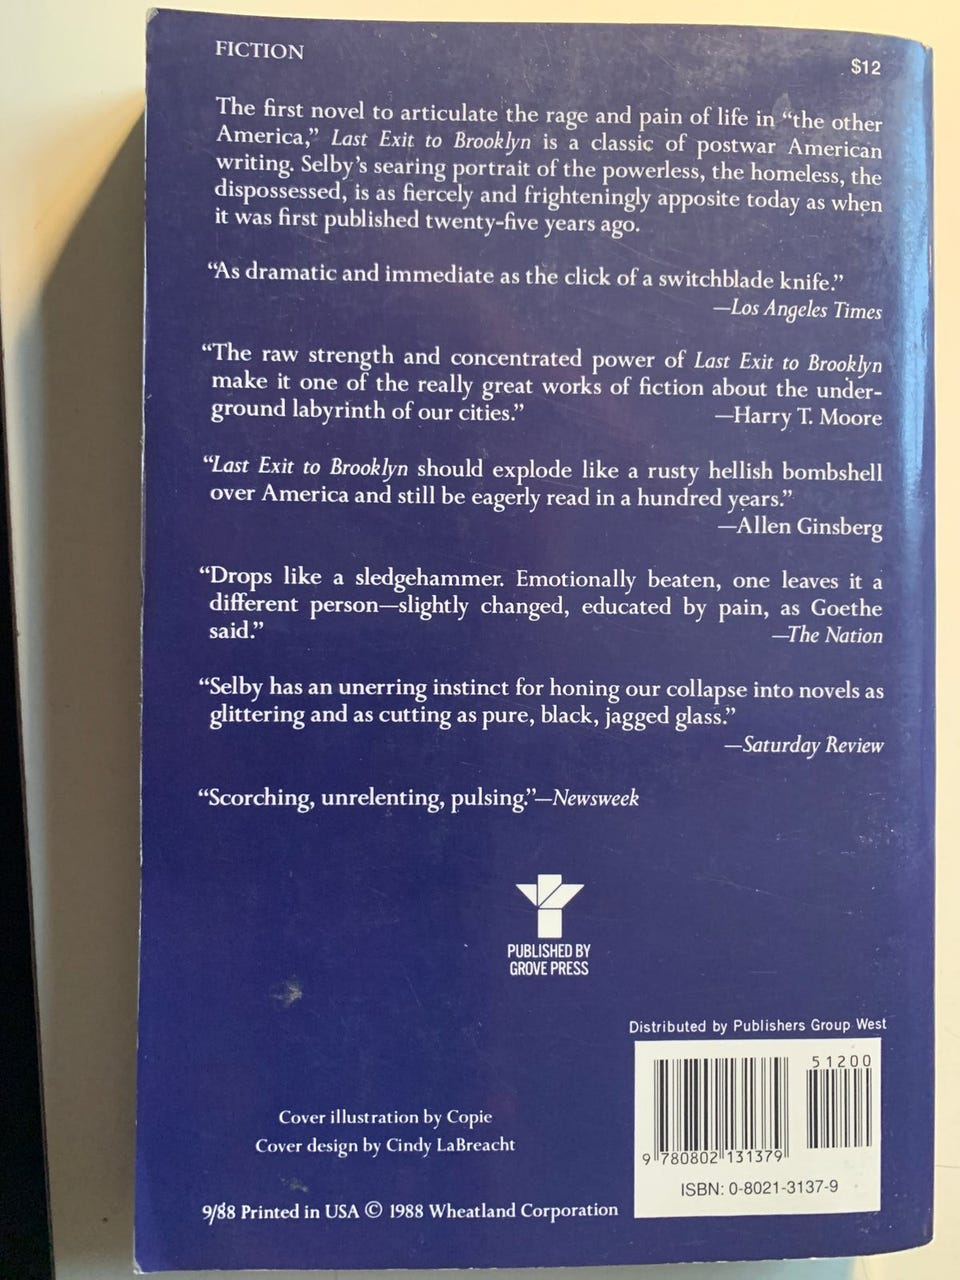 FICTION
$12
The first novel to articulate the rage and pain of life in “the other
America,” Last Exit to Brooklyn is a classic of postwar American
writing. Selby’s searing portrait of the powerless, the homeless, the
dispossessed, is as fiercely and frighteningly apposite today as when
it was first published twenty-five years ago.
“As dramatic and immediate as the click of a switchblade knife.”
—Los Angeles Times
“The raw strength and concentrated power of Last Exit to Brooklyn
make it one of the really great works of fiction about the under-
ground labyrinth of our cities.” —Harry T. Moore
“Last Exit to Brooklyn should explode like a rusty hellish bombshell
over America and still be eagerly read in a hundred years.”
—Allen Ginsberg
“Drops like a sledgehammer. Emotionally beaten, one leaves it a
different person—slightly changed, educated by pain, as Goethe
said.” —The Nation
“Selby has an unerring instinct for honing our collapse into novels as
glittering and as cutting as pure, black, jagged glass.”
—Saturday Review
“Scorching, unrelenting, pulsing.”—Newsweek
PUBLISHED BY
GROVE PRESS
Distributed by Publishers Group West
51200
9 780802 131379
ISBN: 0-8021-3137-9
Cover illustration by Copie
Cover design by Cindy LaBreacht
9/88 Printed in USA © 1988 Wheatland Corporation